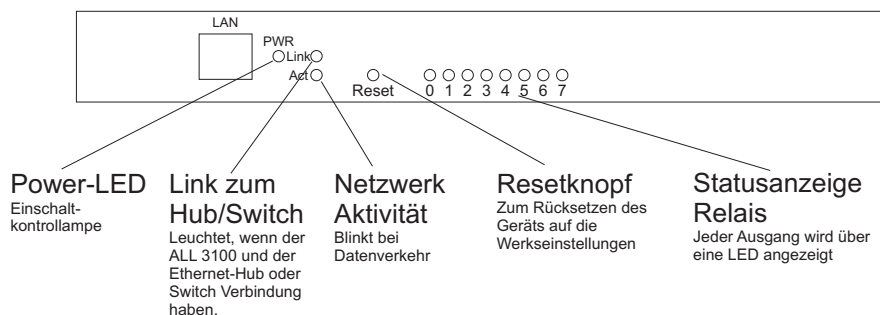 LAN
PWR
Link
Act
Reset
0 1 2 3 4 5 6 7
Power-LED
Einschalt-
kontrollampe
Link zum
Hub/Switch
Leuchtet, wenn der
ALL 3100 und der
Ethernet-Hub oder
Switch Verbindung
haben.
Netzwerk
Aktivität
Blinkt bei
Datenverkehr
Resetknopf
Zum Rücksetzen des
Geräts auf die
Werkseinstellungen
Statusanzeige
Relais
Jeder Ausgang wird über
eine LED angezeigt